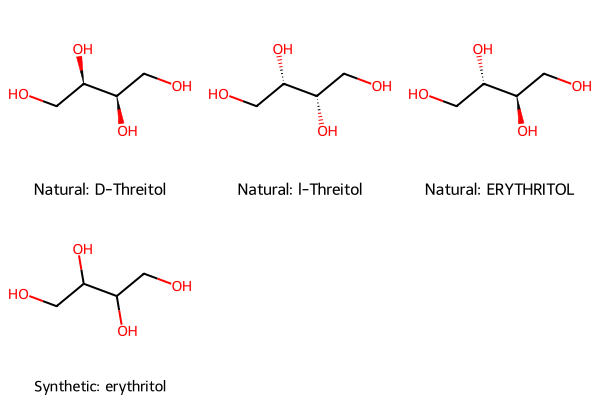 OH
HO
OH
OH
Natural: D-Threitol
OH
HO
OH
OH
Natural: l-Threitol
OH
HO
OH
OH
Natural: ERYTHRITOL
OH
HO
OH
OH
Synthetic: erythritol